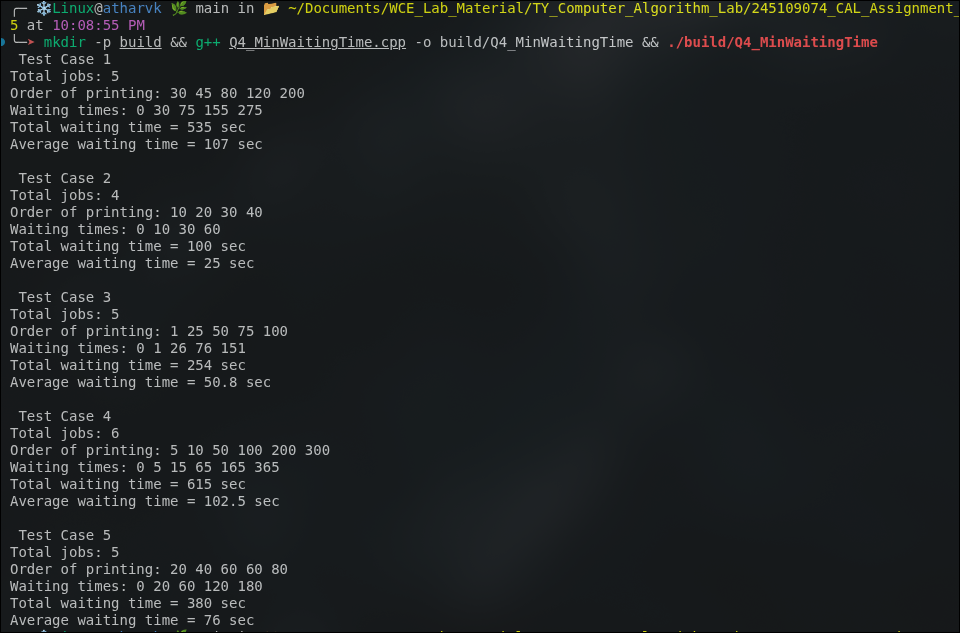 ╭─ ❄️Linux@atharvk 🌿 main in 📂 ~/Documents/WCE_Lab_Material/TY_Computer_Algorithm_Lab/245109074_CAL_Assignment_
5 at 10:08:55 PM
╰─➤ mkdir -p build && g++ Q4_MinWaitingTime.cpp -o build/Q4_MinWaitingTime && ./build/Q4_MinWaitingTime
Test Case 1
Total jobs: 5
Order of printing: 30 45 80 120 200
Waiting times: 0 30 75 155 275
Total waiting time = 535 sec
Average waiting time = 107 sec

Test Case 2
Total jobs: 4
Order of printing: 10 20 30 40
Waiting times: 0 10 30 60
Total waiting time = 100 sec
Average waiting time = 25 sec

Test Case 3
Total jobs: 5
Order of printing: 1 25 50 75 100
Waiting times: 0 1 26 76 151
Total waiting time = 254 sec
Average waiting time = 50.8 sec

Test Case 4
Total jobs: 6
Order of printing: 5 10 50 100 200 300
Waiting times: 0 5 15 65 165 365
Total waiting time = 615 sec
Average waiting time = 102.5 sec

Test Case 5
Total jobs: 5
Order of printing: 20 40 60 60 80
Waiting times: 0 20 60 120 180
Total waiting time = 380 sec
Average waiting time = 76 sec